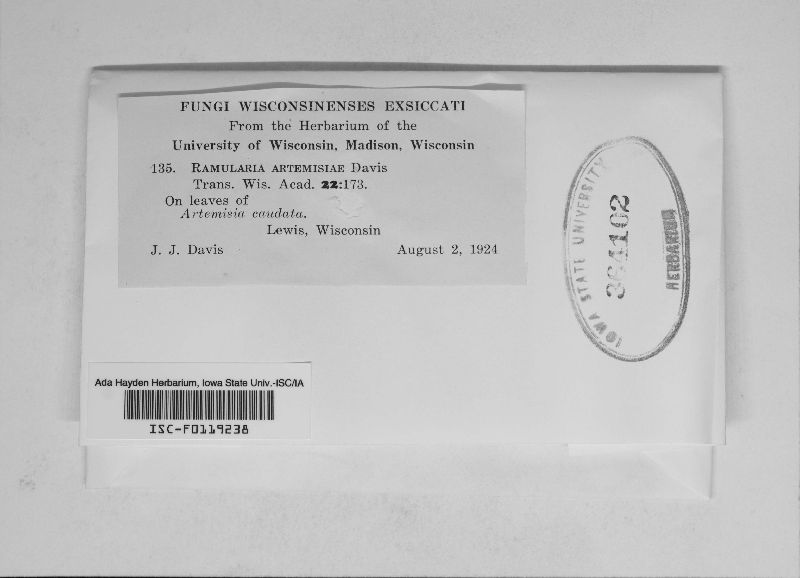 FUNGI WISCONSINENSES EXSICCATI
From the Herbarium of the
University of Wisconsin, Madison, Wisconsin
135. RAMULARIA ARTEMISIAE Davis
Trans. Wis. Acad. 22:173.
On leaves of
Artemisia caudata.
Lewis, Wisconsin
J. J. Davis August 2, 1924
IOWA STATE UNIVERSITY
364102
HERBARIUM
Ada Hayden Herbarium, Iowa State Univ.-ISC/IA
ISC-F0119238